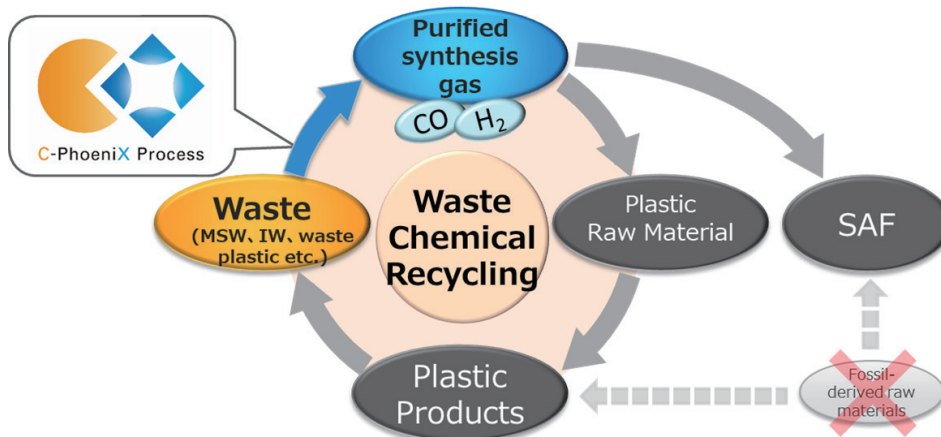 C-PhoeniX Process
Purified
synthesis
gas
CO
H₂
Waste
(MSW、IW、waste
plastic etc.)
Waste
Chemical
Recycling
Plastic
Raw Material
SAF
Plastic
Products
Fossil-
derived raw
materials